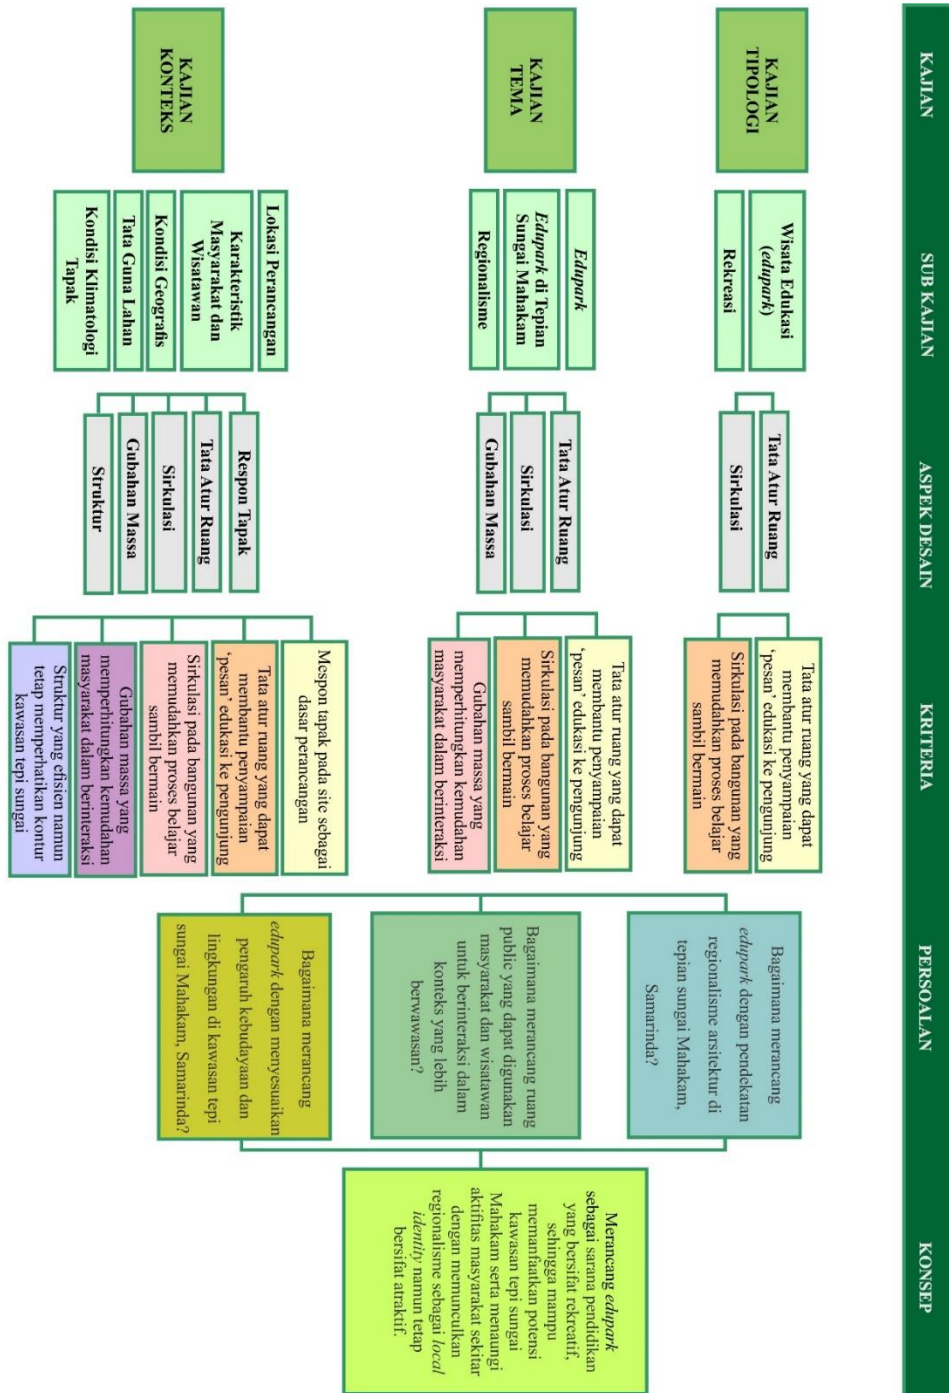 KAJIAN
SUB KAJIAN
ASPEK DESAIN
KRITERIA
PERSOALAN
KONSEP
KAJIAN
TIPOLOGI
Wisata Edukasi
(edupark)
Rekreasi
Tata Atur Ruang
Sirkulasi
Tata atur ruang yang dapat
membantu penyampaian
‘pesan’ edukasi ke pengunjung
Sirkulasi pada bangunan yang
memudahkan proses belajar
sambil bermain
KAJIAN
TEMA
Edupark
Edupark di Tepian
Sungai Mahakam
Regionalisme
Tata Atur Ruang
Sirkulasi
Gubahan Massa
Tata atur ruang yang dapat
membantu penyampaian
‘pesan’ edukasi ke pengunjung
Sirkulasi pada bangunan yang
memudahkan proses belajar
sambil bermain
Gubahan massa yang
memperhitungkan kemudahan
masyarakat dalam berinteraksi
KAJIAN
KONTEKS
Lokasi Perancangan
Karakteristik
Masyarakat dan
Wisatawan
Kondisi Geografis
Tata Guna Lahan
Kondisi Klimatologi
Tapak
Respon Tapak
Tata Atur Ruang
Sirkulasi
Gubahan Massa
Struktur
Mespon tapak pada site sebagai
dasar perancangan
Tata atur ruang yang dapat
membantu penyampaian
‘pesan’ edukasi ke pengunjung
Sirkulasi pada bangunan yang
memudahkan proses belajar
sambil bermain
Gubahan massa yang
memperhitungkan kemudahan
masyarakat dalam berinteraksi
Struktur yang efisien namun
tetap memperhatikan kontur
kawasan tepi sungai
Bagaimana merancang
edupark dengan pendekatan
regionalisme arsitektur di
tepian sungai Mahakam,
Samarinda?
Bagaimana merancang ruang
public yang dapat digunakan
masyarakat dan wisatawan
untuk berinteraksi dalam
konteks yang lebih
berwawasan?
Bagaimana merancang
edupark dengan menyesuaikan
pengaruh kebudayaan dan
lingkungan di kawasan tepi
sungai Mahakam, Samarinda?
Merancang edupark
sebagai sarana pendidikan
yang bersifat rekreatif,
sehingga mampu
memanfaatkan potensi
kawasan tepi sungai
Mahakam serta menaungi
aktifitas masyarakat sekitar
dengan memunculkan
regionalisme sebagai local
identity namun tetap
bersifat atraktif.